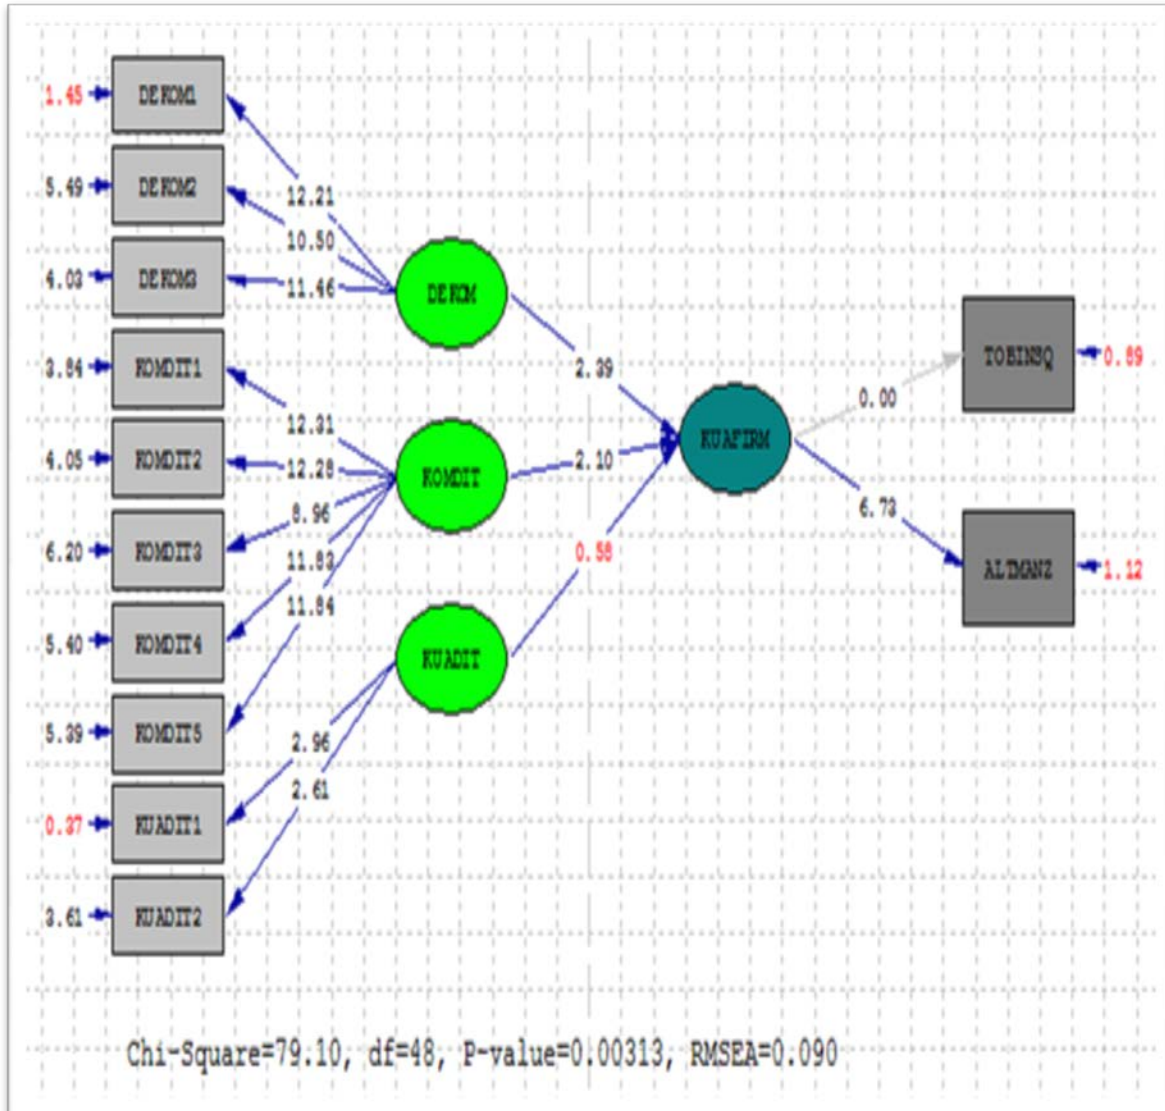 1.45 DEKOM1
12.21
5.49 DEKOM2
10.50
4.03 DEKOM3
11.46
DEKOM
3.84 KOMDIT1
2.39
TOBINSQ 0.89
0.00
12.31
KUAFIRM
4.05 KOMDIT2
12.28
KOMDIT
2.10
8.96
6.73
6.20 KOMDIT3
11.83
0.58
ALTMANZ 1.12
11.84
5.40 KOMDIT4
KUADIT
5.39 KOMDIT5
2.96
2.61
0.37 KUADIT1
3.61 KUADIT2
Chi-Square=79.10, df=48, P-value=0.00313, RMSEA=0.090